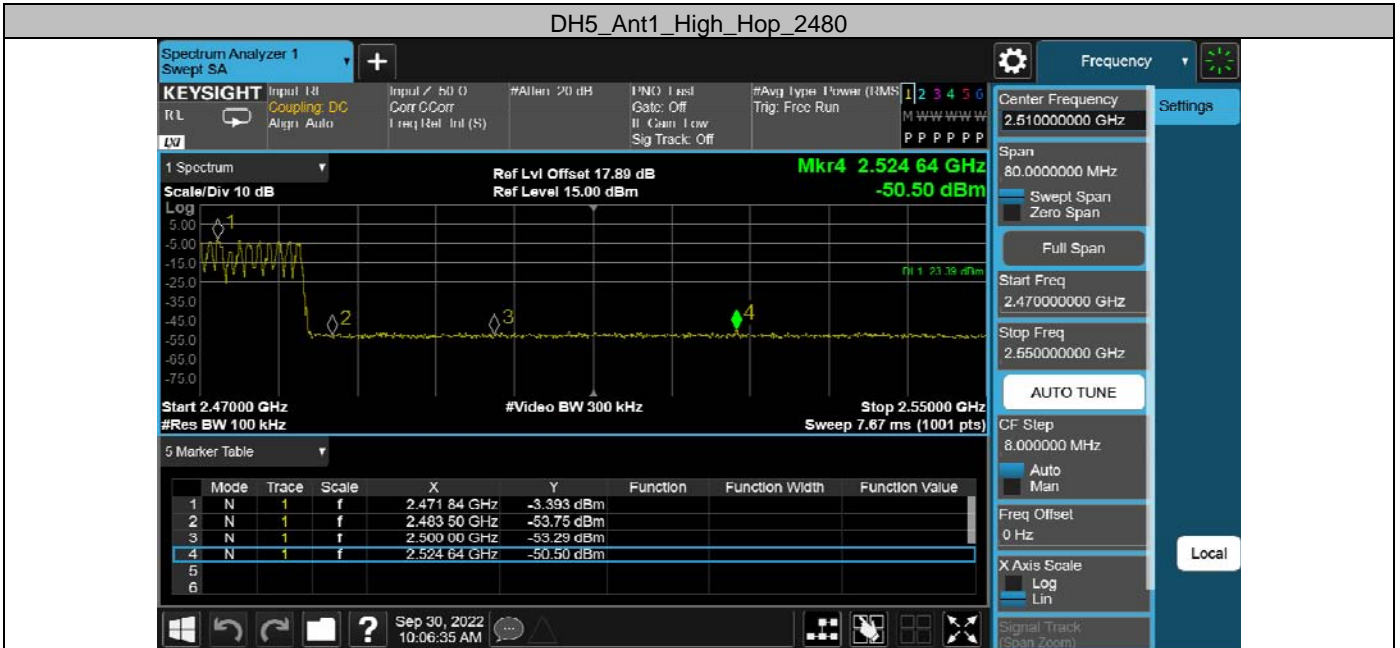 DH5_Ant1_High_Hop_2480
Spectrum Analyzer 1
Swept SA
+
Frequency
KEYSIGHT
RL
LXI
Coupling: DC
Align: Auto
Corr CCorr
Freq Ref: Int (S)
#Atten: 20 dB
Gate: Off
IF Gain: Low
Sig Track: Off
Trig: Free Run
1 2 3 4 5 6
M W W W W W
P P P P P P
Center Frequency
2.510000000 GHz
Settings
Span
80.0000000 MHz
Swept Span
Zero Span
Full Span
Start Freq
2.470000000 GHz
Stop Freq
2.550000000 GHz
AUTO TUNE
CF Step
8.000000 MHz
Auto
Man
Freq Offset
0 Hz
X Axis Scale
Log
Lin
Signal Track
(Span Zoom)
Local
1 Spectrum
Scale/Div 10 dB
Ref Lvl Offset 17.89 dB
Ref Level 15.00 dBm
Mkr4 2.524 64 GHz
-50.50 dBm
Log
5.00
-5.00
-15.0
-25.0
-35.0
-45.0
-55.0
-65.0
-75.0
1
2
3
4
Start 2.47000 GHz
#Video BW 300 kHz
Stop 2.55000 GHz
#Res BW 100 kHz
Sweep 7.67 ms (1001 pts)
5 Marker Table
Mode Trace Scale X Y Function Function Width Function Value
1 N 1 f 2.471 84 GHz -3.393 dBm
2 N 1 f 2.483 50 GHz -53.75 dBm
3 N 1 f 2.500 00 GHz -53.29 dBm
4 N 1 f 2.524 64 GHz -50.50 dBm
5
6
?
Sep 30, 2022
10:06:35 AM